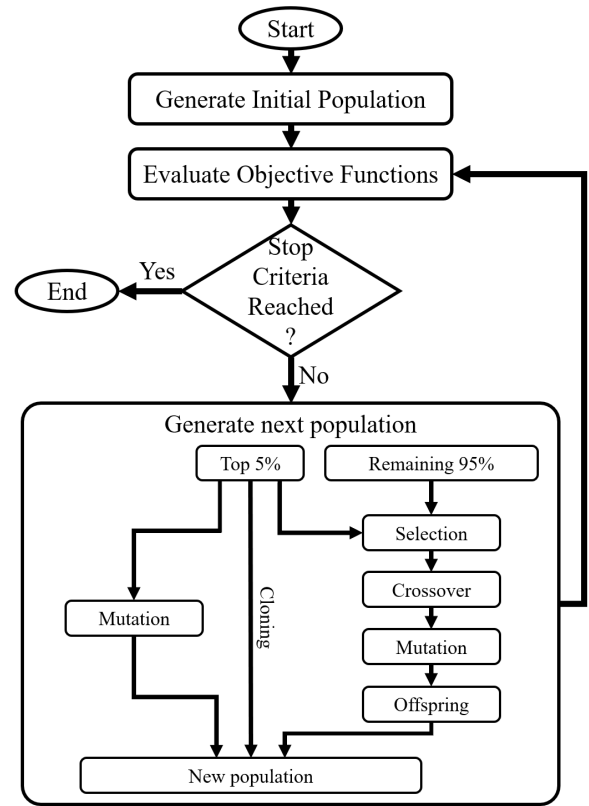 Start
Generate Initial Population
Evaluate Objective Functions
Stop
Criteria
Reached
?
Yes
End
No
Generate next population
Top 5%
Remaining 95%
Selection
Cloning
Crossover
Mutation
Mutation
Offspring
New population